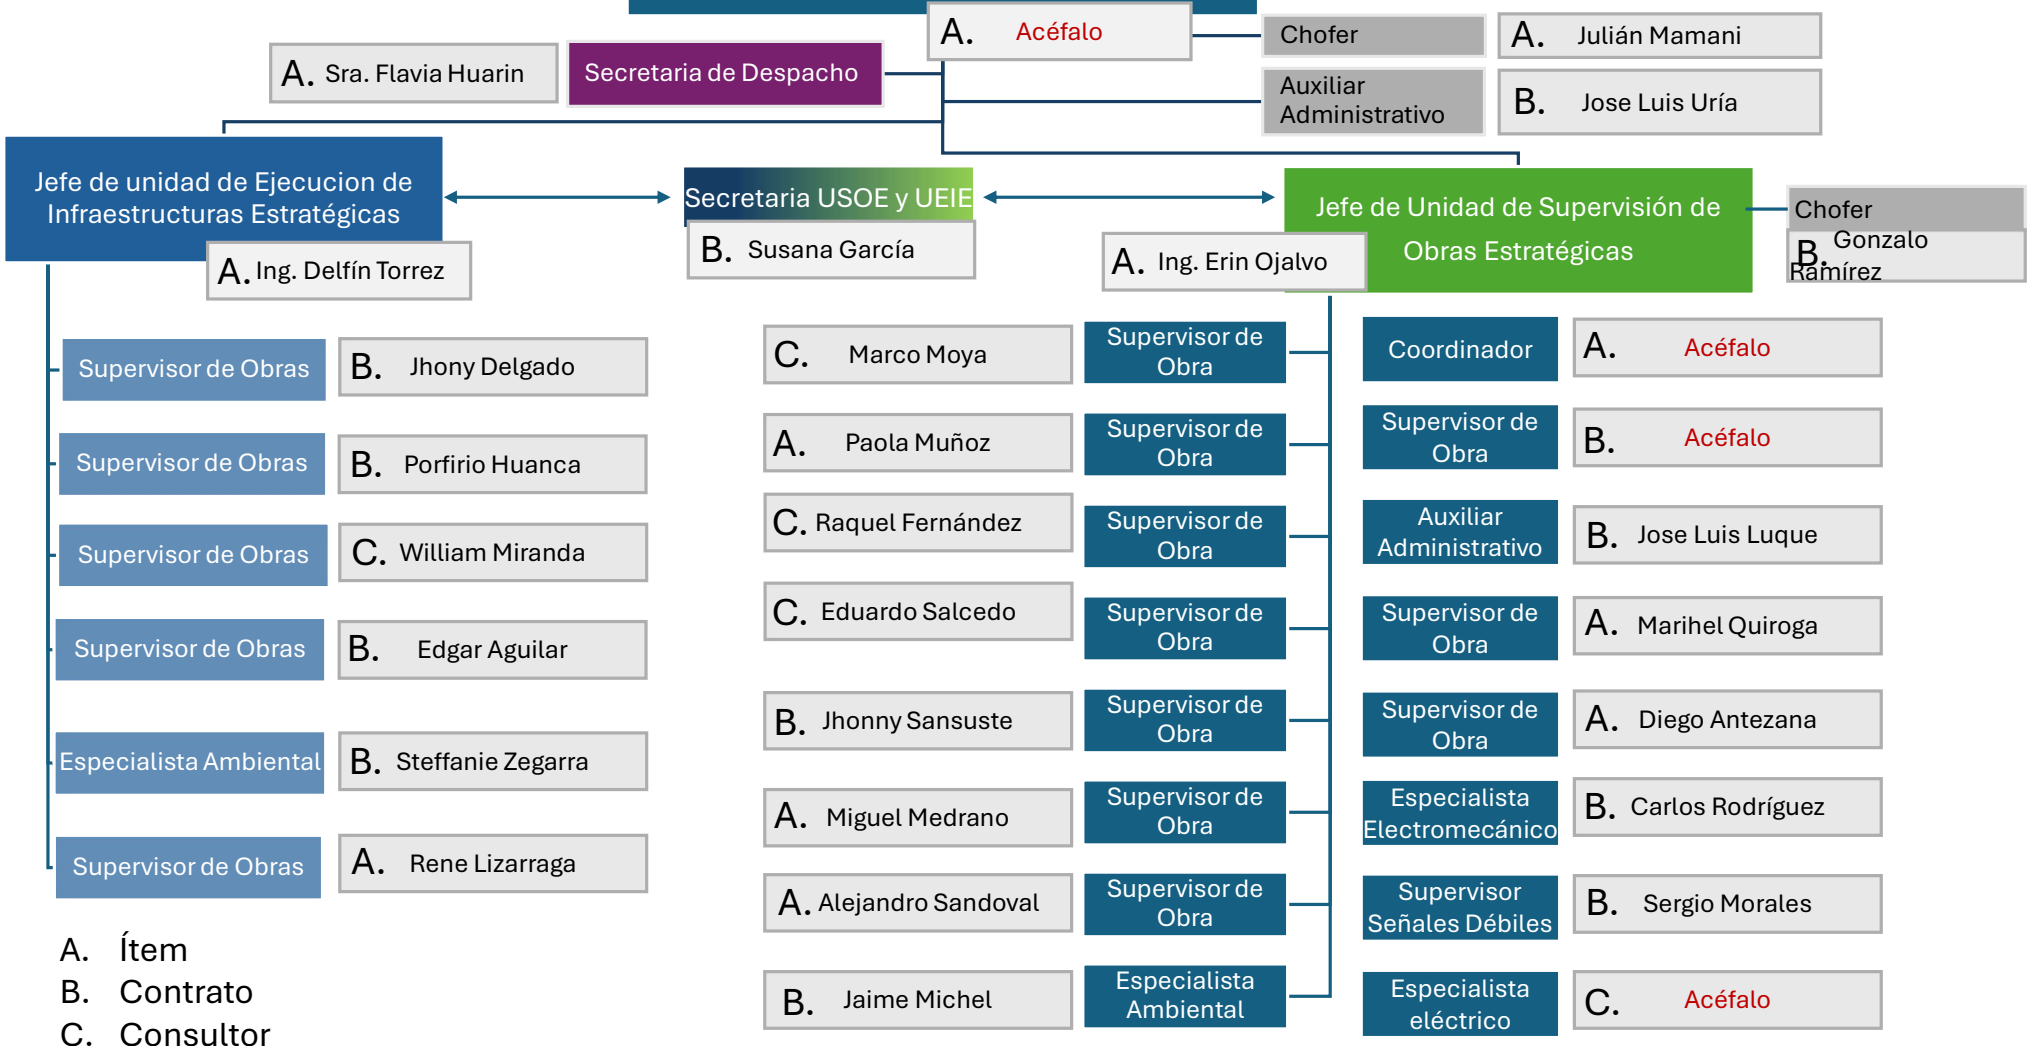 A. Acéfalo
Chofer
A. Julián Mamani
A. Sra. Flavia Huarin
Secretaria de Despacho
Auxiliar
Administrativo
B. Jose Luis Uría
Jefe de unidad de Ejecucion de
Infraestructuras Estratégicas
A. Ing. Delfín Torrez
Secretaria USOE y UEIE
B. Susana García
Jefe de Unidad de Supervisión de
Obras Estratégicas
A. Ing. Erin Ojalvo
Chofer
B. Gonzalo
Ramírez
Supervisor de Obras
B. Jhony Delgado
Supervisor de Obras
B. Porfirio Huanca
Supervisor de Obras
C. William Miranda
Supervisor de Obras
B. Edgar Aguilar
Especialista Ambiental
B. Steffanie Zegarra
Supervisor de Obras
A. Rene Lizarraga
C. Marco Moya
Supervisor de
Obra
A. Paola Muñoz
Supervisor de
Obra
C. Raquel Fernández
Supervisor de
Obra
C. Eduardo Salcedo
Supervisor de
Obra
B. Jhonny Sansuste
Supervisor de
Obra
A. Miguel Medrano
Supervisor de
Obra
A. Alejandro Sandoval
Supervisor de
Obra
B. Jaime Michel
Especialista
Ambiental
Coordinador
A. Acéfalo
Supervisor de
Obra
B. Acéfalo
Auxiliar
Administrativo
B. Jose Luis Luque
Supervisor de
Obra
A. Marihel Quiroga
Supervisor de
Obra
A. Diego Antezana
Especialista
Electromecánico
B. Carlos Rodríguez
Supervisor
Señales Débiles
B. Sergio Morales
Especialista
eléctrico
C. Acéfalo
A. Ítem
B. Contrato
C. Consultor